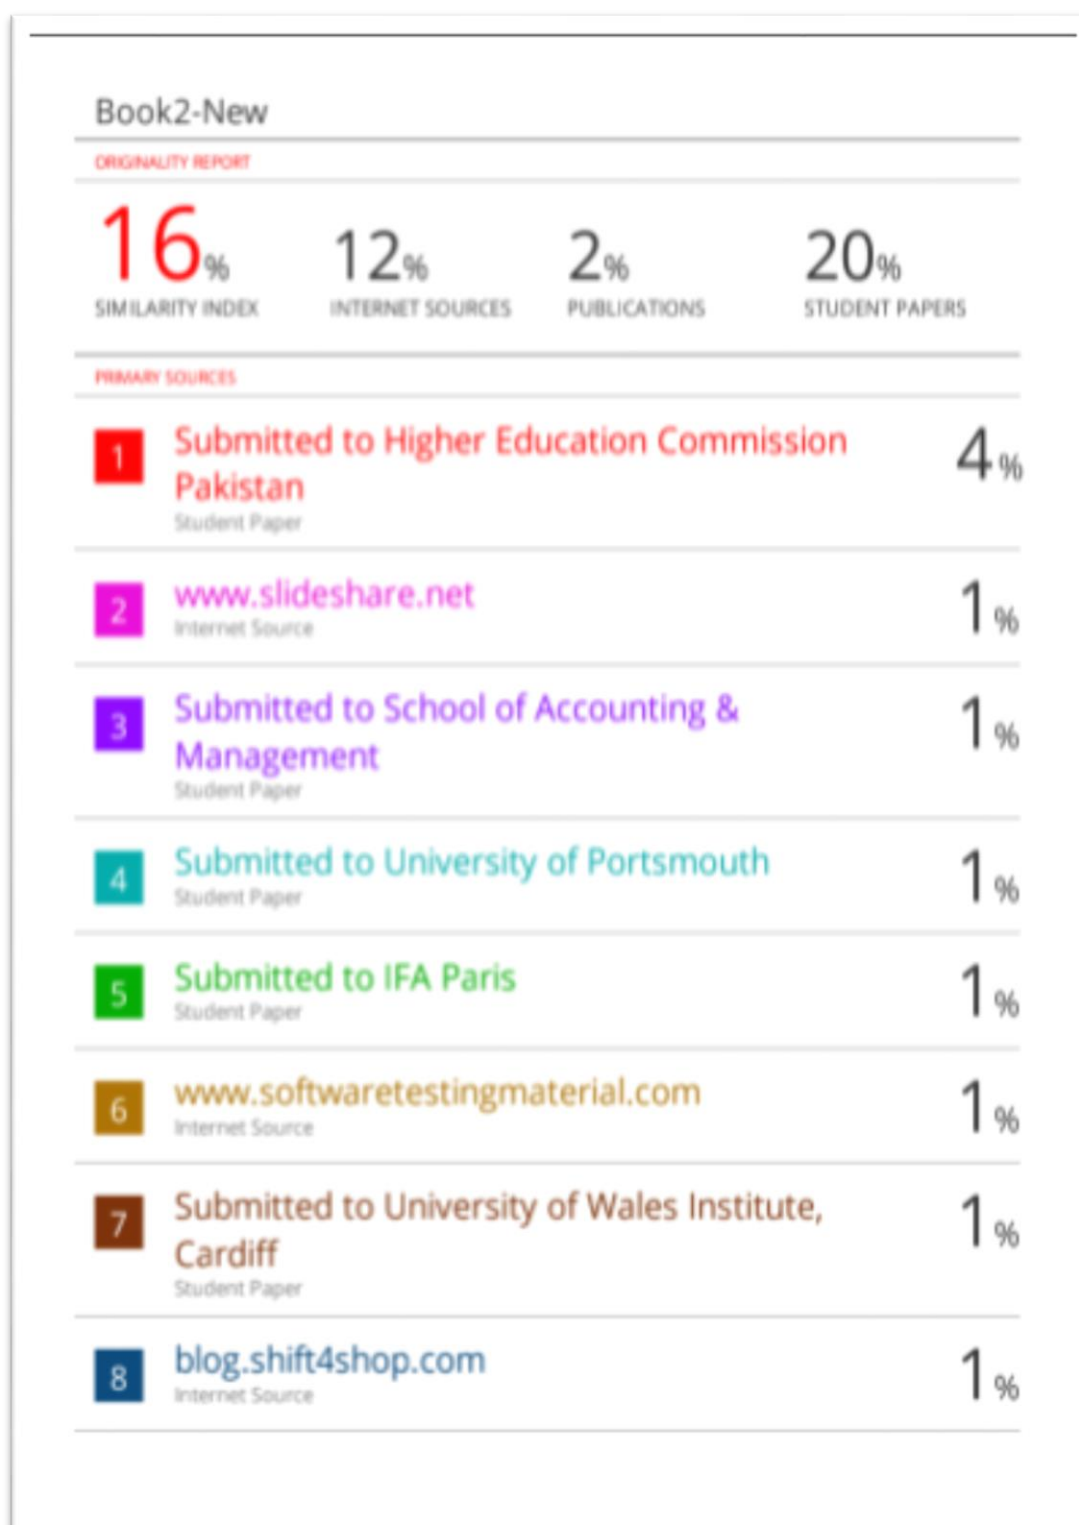 Book2-New
ORIGINALITY REPORT
16% 12% 2% 20%
SIMILARITY INDEX INTERNET SOURCES PUBLICATIONS STUDENT PAPERS
PRIMARY SOURCES
1 Submitted to Higher Education Commission 4%
Pakistan
Student Paper
2 www.slideshare.net 1%
Internet Source
3 Submitted to School of Accounting & 1%
Management
Student Paper
4 Submitted to University of Portsmouth 1%
Student Paper
5 Submitted to IFA Paris 1%
Student Paper
6 www.softwaretestingmaterial.com 1%
Internet Source
7 Submitted to University of Wales Institute, 1%
Cardiff
Student Paper
8 blog.shift4shop.com 1%
Internet Source